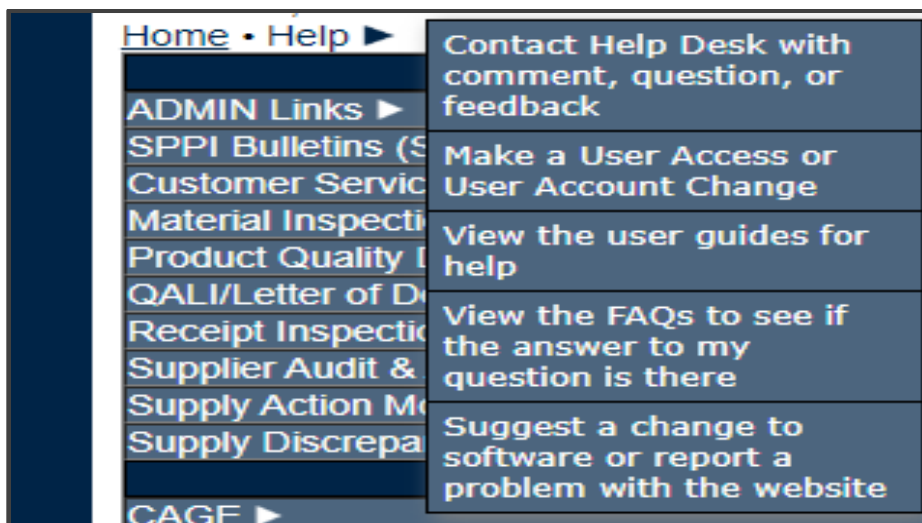 Home • Help ►
ADMIN Links ►
SPPI Bulletins (S
Customer Servic
Material Inspecti
Product Quality
QALI/Letter of D
Receipt Inspectio
Supplier Audit &
Supply Action Mo
Supply Discrepa
CAGE ►
Contact Help Desk with
comment, question, or
feedback
Make a User Access or
User Account Change
View the user guides for
help
View the FAQs to see if
the answer to my
question is there
Suggest a change to
software or report a
problem with the website